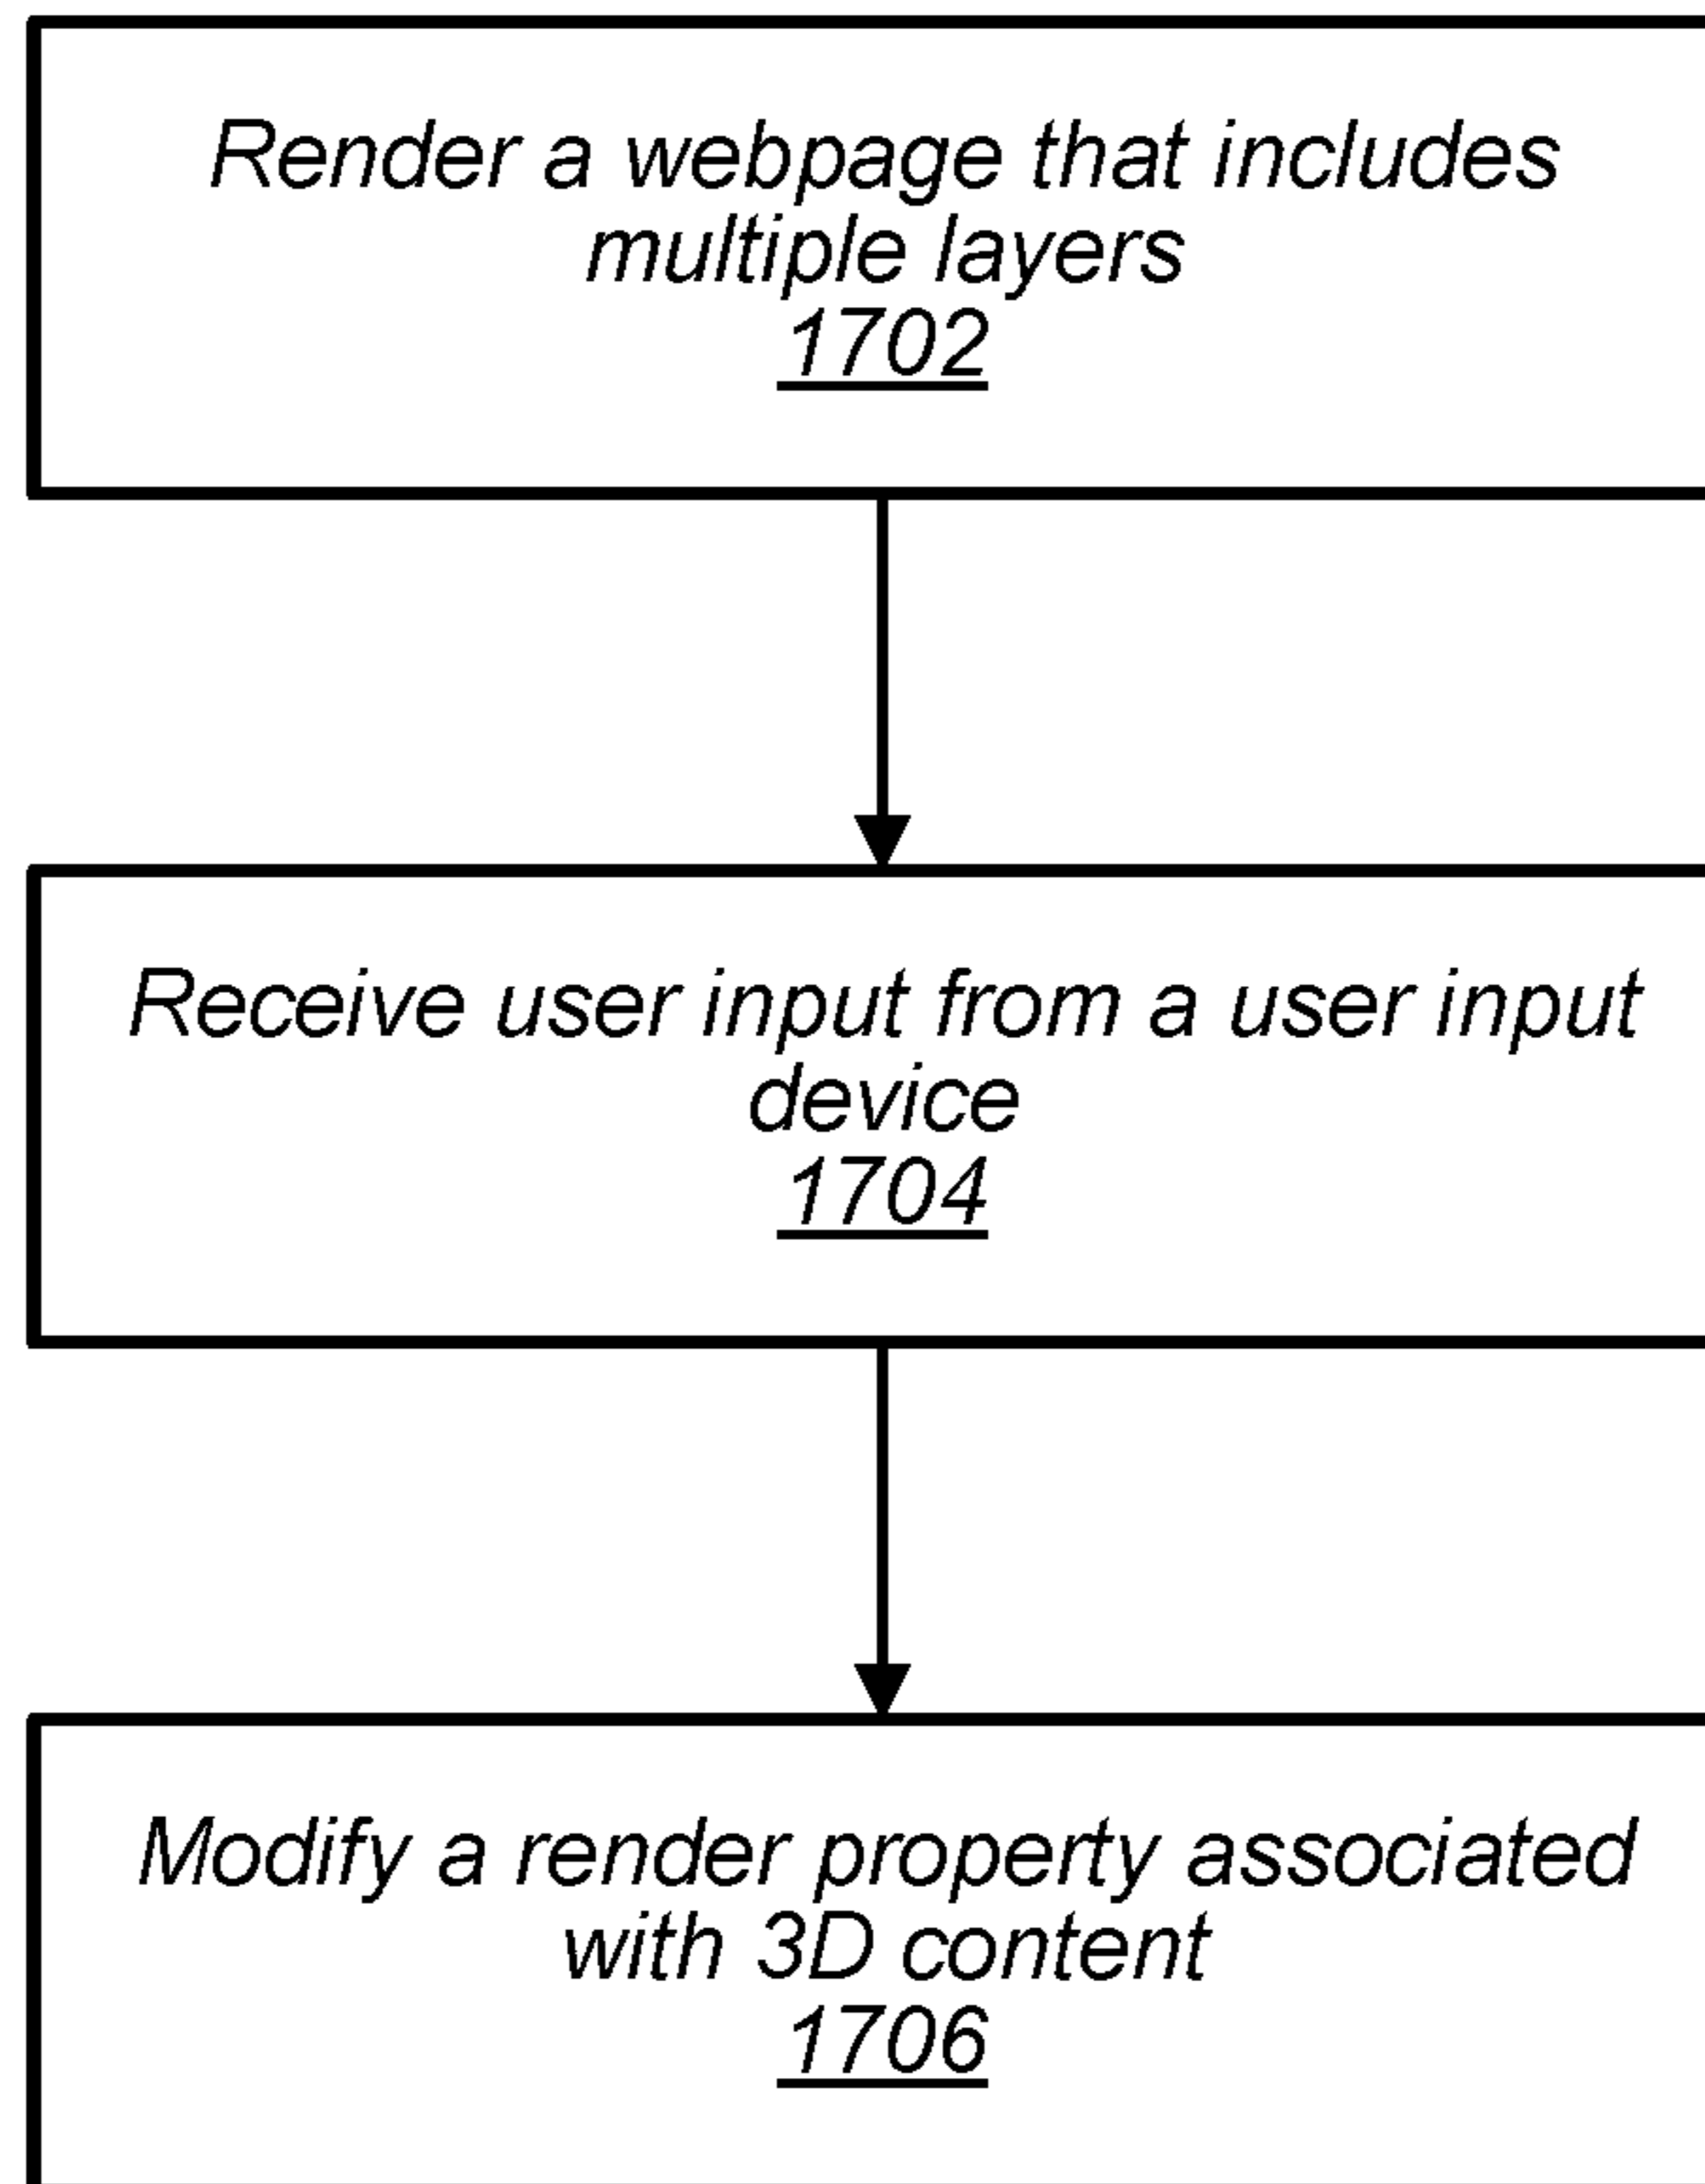 Render a webpage that includes
multiple layers
1702
Receive user input from a user input
device
1704
Modify a render property associated
with 3D content
1706